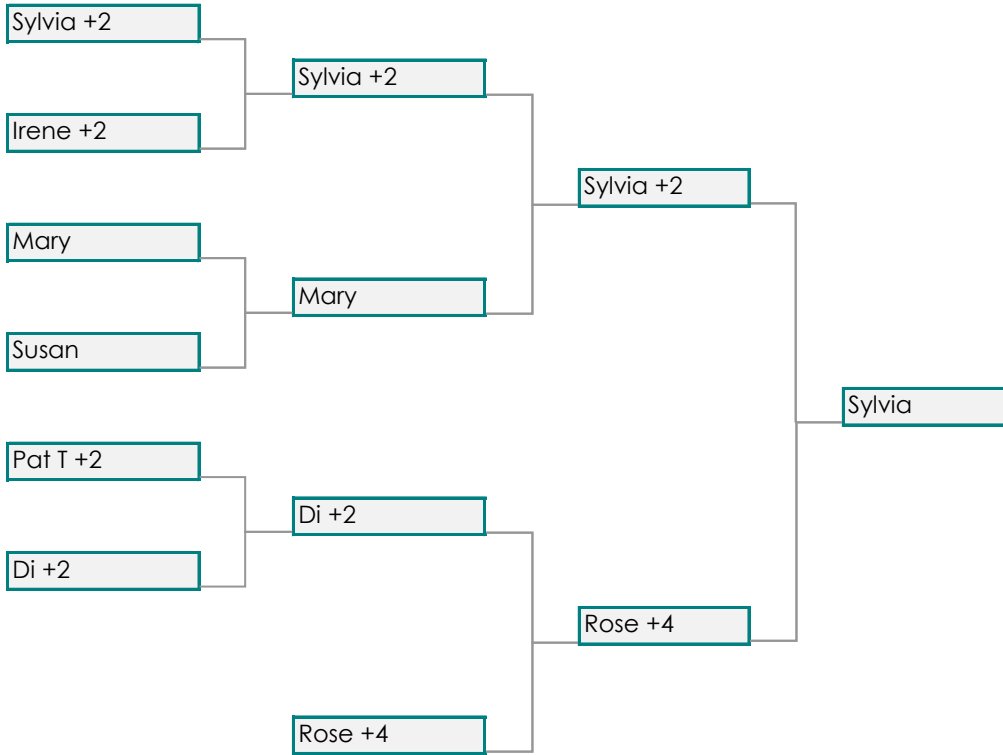 Sylvia +2
Irene +2
Mary
Susan
Pat T +2
Di +2
Sylvia +2
Mary
Di +2
Rose +4
Sylvia +2
Rose +4
Sylvia